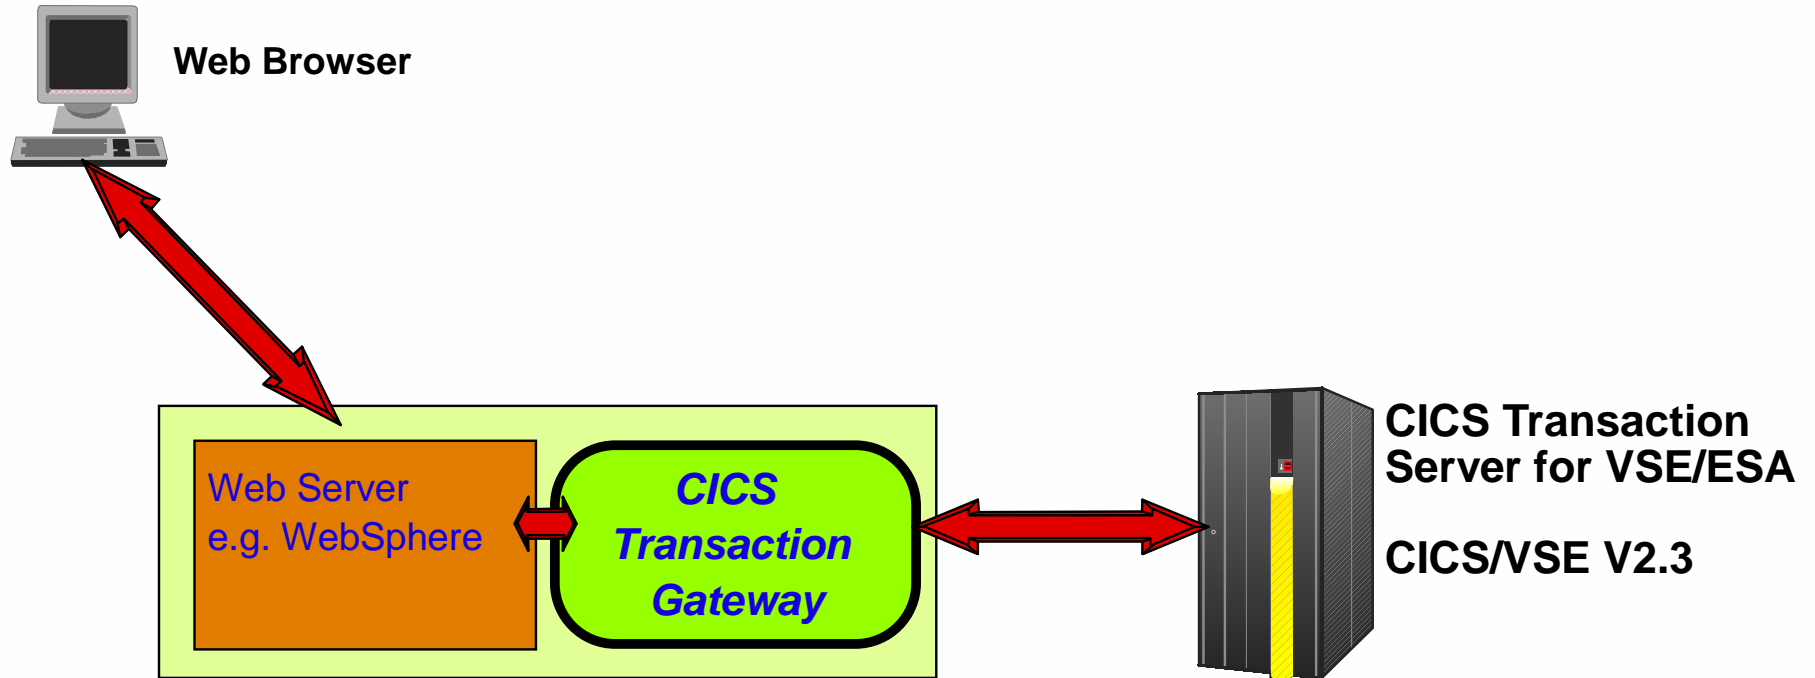 Web Browser
Web Server
e.g. WebSphere
CICS
Transaction
Gateway
CICS Transaction
Server for VSE/ESA
CICS/VSE V2.3